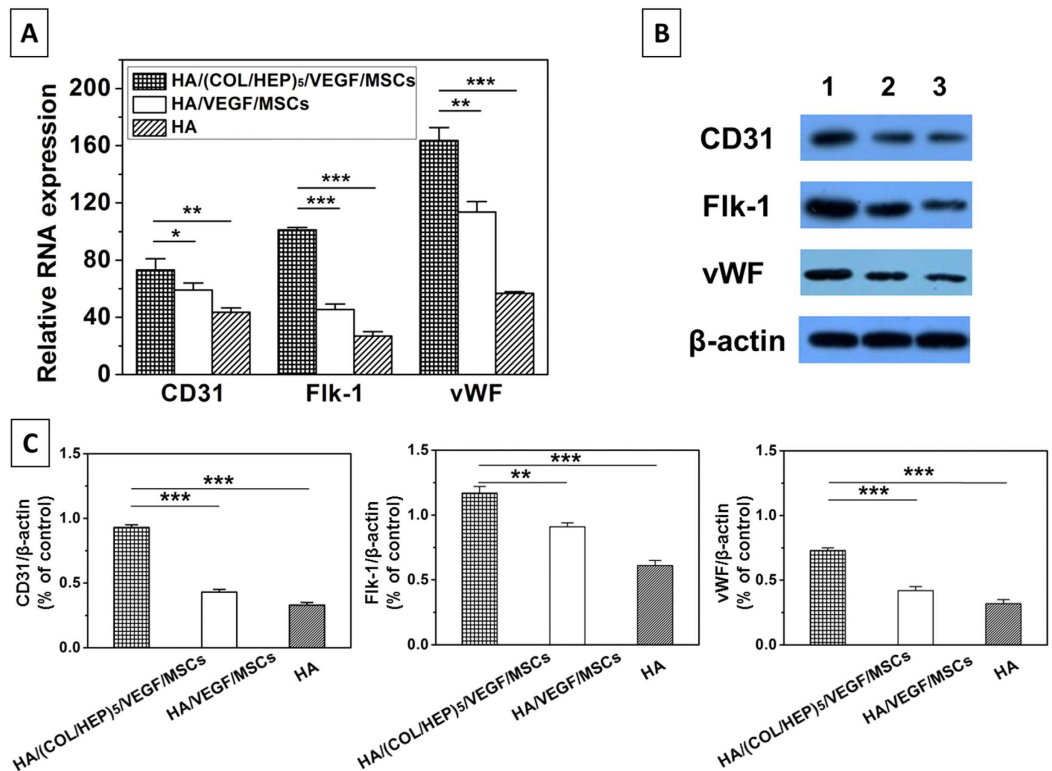 A
Relative RNA expression
200
160
120
80
40
0
HA/(COL/HEP)₅/VEGF/MSCs
HA/VEGF/MSCs
HA
**
*
***
***
***
**
CD31
Flk-1
vWF
B
1 2 3
CD31
Flk-1
vWF
β-actin
C
CD31/β-actin
(% of control)
1.5
1.0
0.5
0.0
***
***
HA/(COL/HEP)₅/VEGF/MSCs
HA/VEGF/MSCs
HA
Flk-1/β-actin
(% of control)
1.5
1.0
0.5
0.0
***
**
HA/(COL/HEP)₅/VEGF/MSCs
HA/VEGF/MSCs
HA
vWF/β-actin
(% of control)
1.5
1.0
0.5
0.0
***
***
HA/(COL/HEP)₅/VEGF/MSCs
HA/VEGF/MSCs
HA